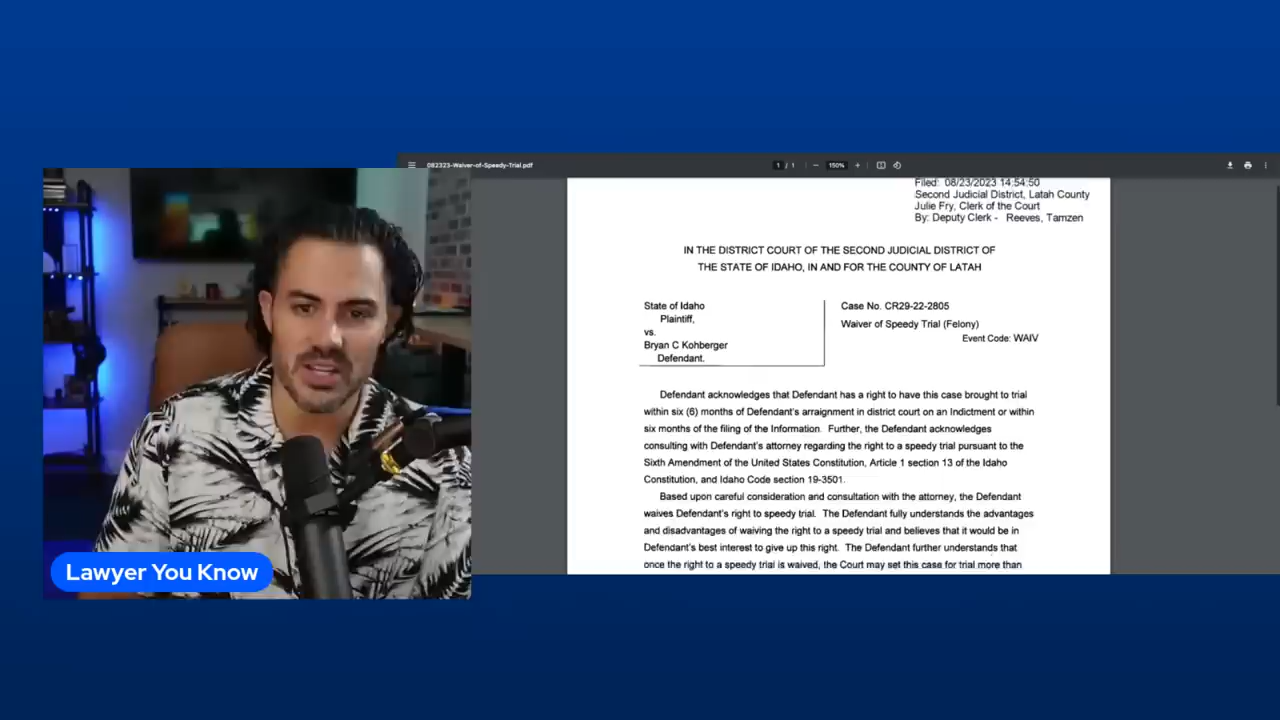 082323-Waiver-of-Speedy-Trial.pdf
1 / 1
150%
Filed: 08/23/2023 14:54:50
Second Judicial District, Latah County
Julie Fry, Clerk of the Court
By: Deputy Clerk - Reeves, Tamzen
IN THE DISTRICT COURT OF THE SECOND JUDICIAL DISTRICT OF
THE STATE OF IDAHO, IN AND FOR THE COUNTY OF LATAH
State of Idaho
Plaintiff,
vs.
Bryan C Kohberger
Defendant.
Case No. CR29-22-2805
Waiver of Speedy Trial (Felony)
Event Code: WAIV
Defendant acknowledges that Defendant has a right to have this case brought to trial
within six (6) months of Defendant's arraignment in district court on an Indictment or within
six months of the filing of the Information. Further, the Defendant acknowledges
consulting with Defendant's attorney regarding the right to a speedy trial pursuant to the
Sixth Amendment of the United States Constitution, Article 1 section 13 of the Idaho
Constitution, and Idaho Code section 19-3501.
Based upon careful consideration and consultation with the attorney, the Defendant
waives Defendant's right to speedy trial. The Defendant fully understands the advantages
and disadvantages of waiving the right to a speedy trial and believes that it would be in
Defendant's best interest to give up this right. The Defendant further understands that
once the right to a speedy trial is waived, the Court may set this case for trial more than
Lawyer You Know